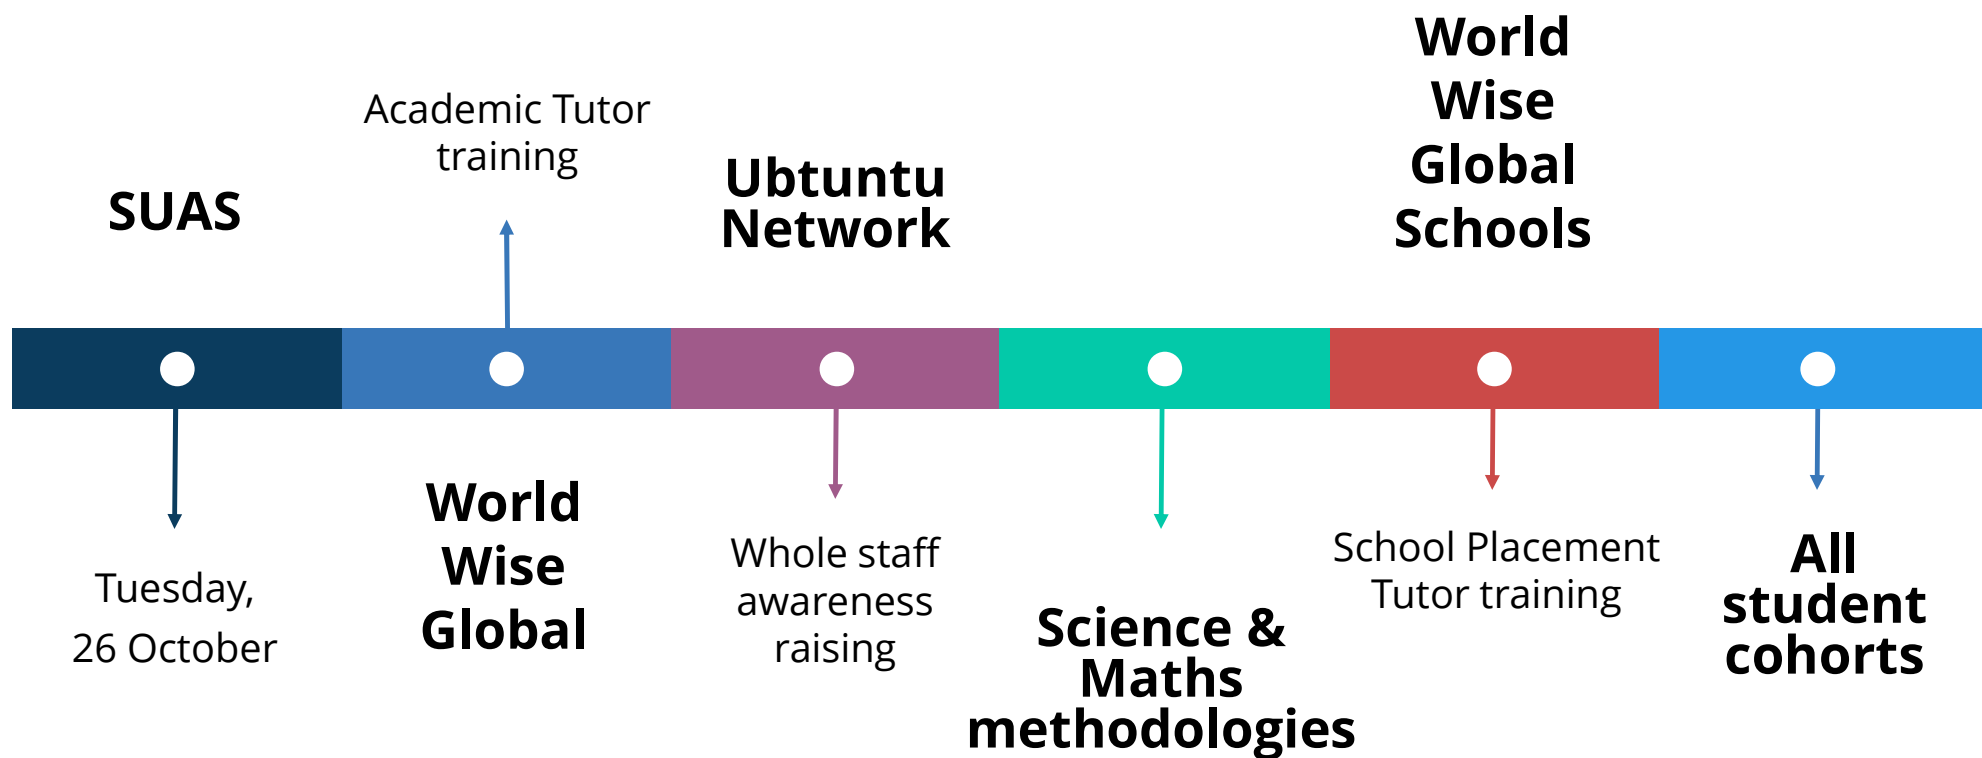 SUAS
Tuesday,
26 October
Academic Tutor
training
World
Wise
Global
Ubtuntu
Network
Whole staff
awareness
raising
Science &
Maths
methodologies
World
Wise
Global
Schools
School Placement
Tutor training
All
student
cohorts